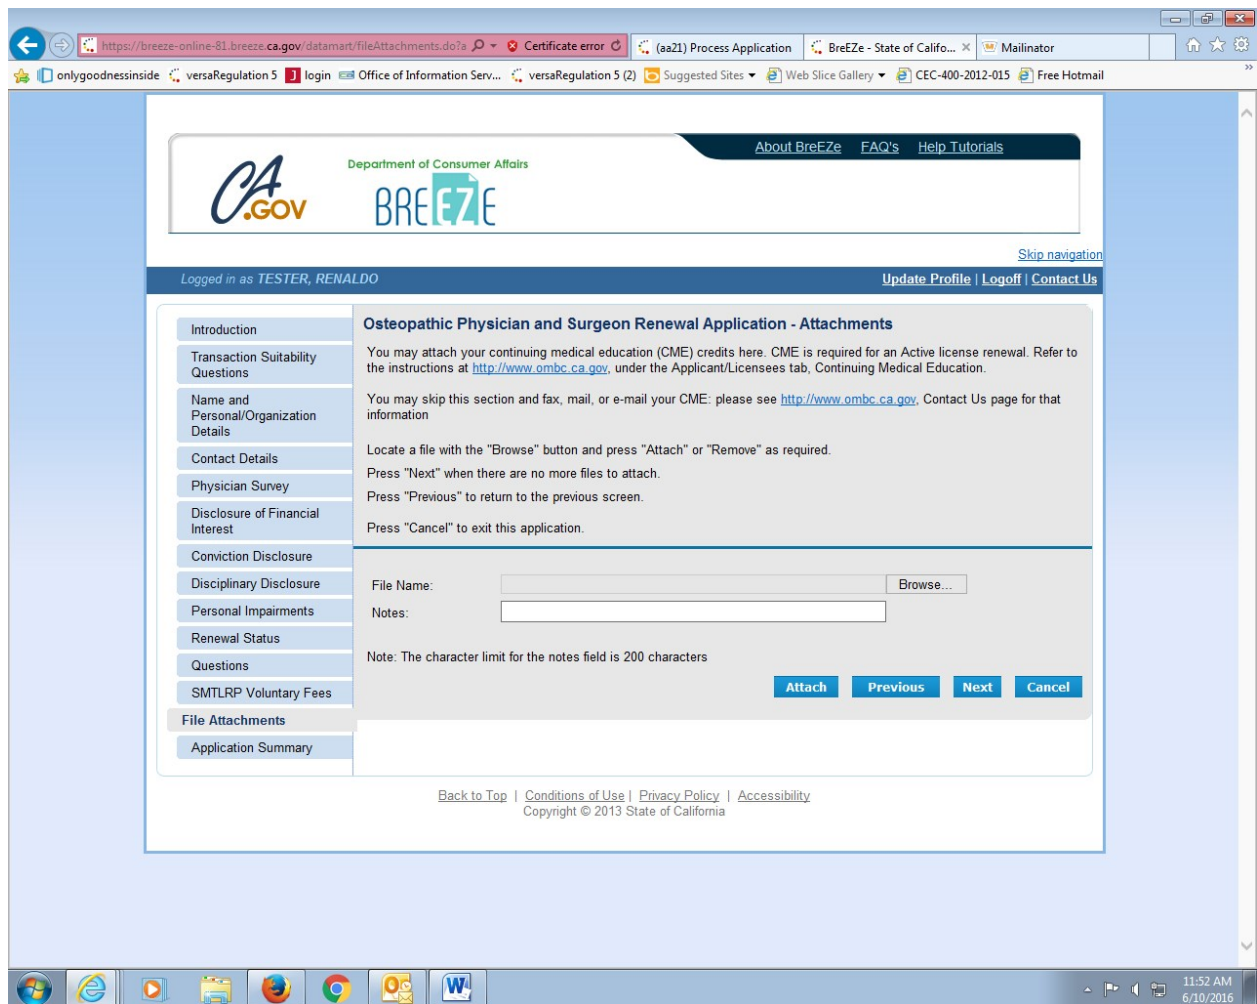 https://breeze-online-81.breeze.ca.gov/datamart/fileAttachments.do?a
Certificate error
(aa21) Process Application
BreEZe - State of Califo...
Mailinator
onlygoodnessinside
versaRegulation 5
login
Office of Information Serv...
versaRegulation 5 (2)
Suggested Sites
Web Slice Gallery
CEC-400-2012-015
Free Hotmail
About BreEZe
FAQ's
Help Tutorials
CA.GOV
Department of Consumer Affairs
BREEZE
Skip navigation
Logged in as TESTER, RENALDO
Update Profile | Logoff | Contact Us
Introduction
Transaction Suitability
Questions
Name and
Personal/Organization
Details
Contact Details
Physician Survey
Disclosure of Financial
Interest
Conviction Disclosure
Disciplinary Disclosure
Personal Impairments
Renewal Status
Questions
SMTLRP Voluntary Fees
File Attachments
Application Summary
Osteopathic Physician and Surgeon Renewal Application - Attachments
You may attach your continuing medical education (CME) credits here. CME is required for an Active license renewal. Refer to
the instructions at http://www.ombc.ca.gov, under the Applicant/Licensees tab, Continuing Medical Education.
You may skip this section and fax, mail, or e-mail your CME: please see http://www.ombc.ca.gov, Contact Us page for that
information
Locate a file with the "Browse" button and press "Attach" or "Remove" as required.
Press "Next" when there are no more files to attach.
Press "Previous" to return to the previous screen.
Press "Cancel" to exit this application.
File Name:
Browse...
Notes:
Note: The character limit for the notes field is 200 characters
Attach
Previous
Next
Cancel
Back to Top | Conditions of Use | Privacy Policy | Accessibility
Copyright © 2013 State of California
11:52 AM
6/10/2016